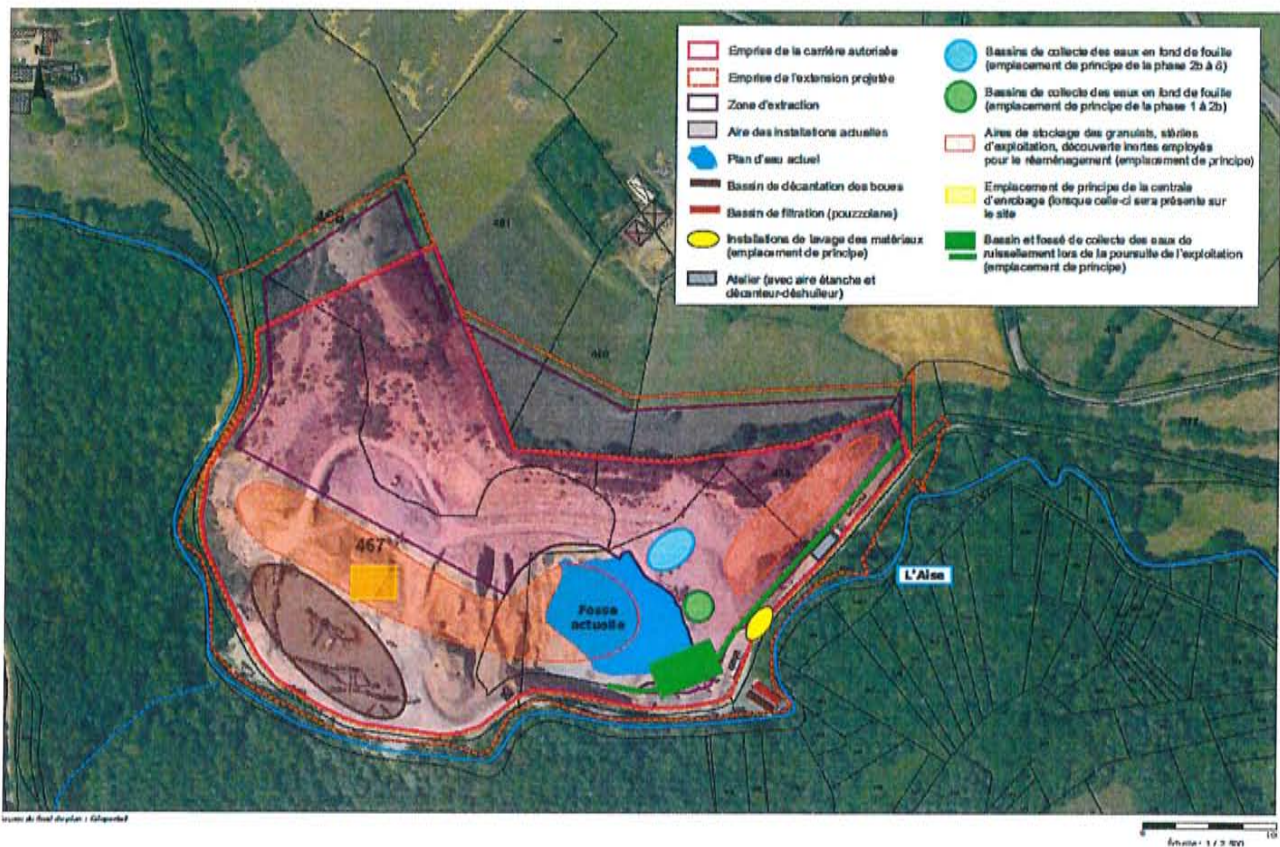 Emprise de la carrière autorisée
Emprise de l'extension projetée
Zone d'extraction
Aire des installations actuelles
Plan d'eau actuel
Bassin de décantation des boues
Bassin de filtration (pouzzolane)
Installations de lavage des matériaux
(emplacement de principe)
Atelier (avec aire étanche et
décanteur-déshuileur)
Bassins de collecte des eaux en fond de fouille
(emplacement de principe de la phase 2b à 6)
Bassins de collecte des eaux en fond de fouille
(emplacement de principe de la phase 1 à 2b)
Aires de stockage des granulats, stériles
d'exploitation, découverte inertes employés
pour le réaménagement (emplacement de principe)
Emplacement de principe de la centrale
d'enrobage (lorsque celle-ci sera présente sur
le site
Bassin et fossé de collecte des eaux de
ruissellement lors de la poursuite de l'exploitation
(emplacement de principe)
481
467
L'Aise
Fosse
actuelle